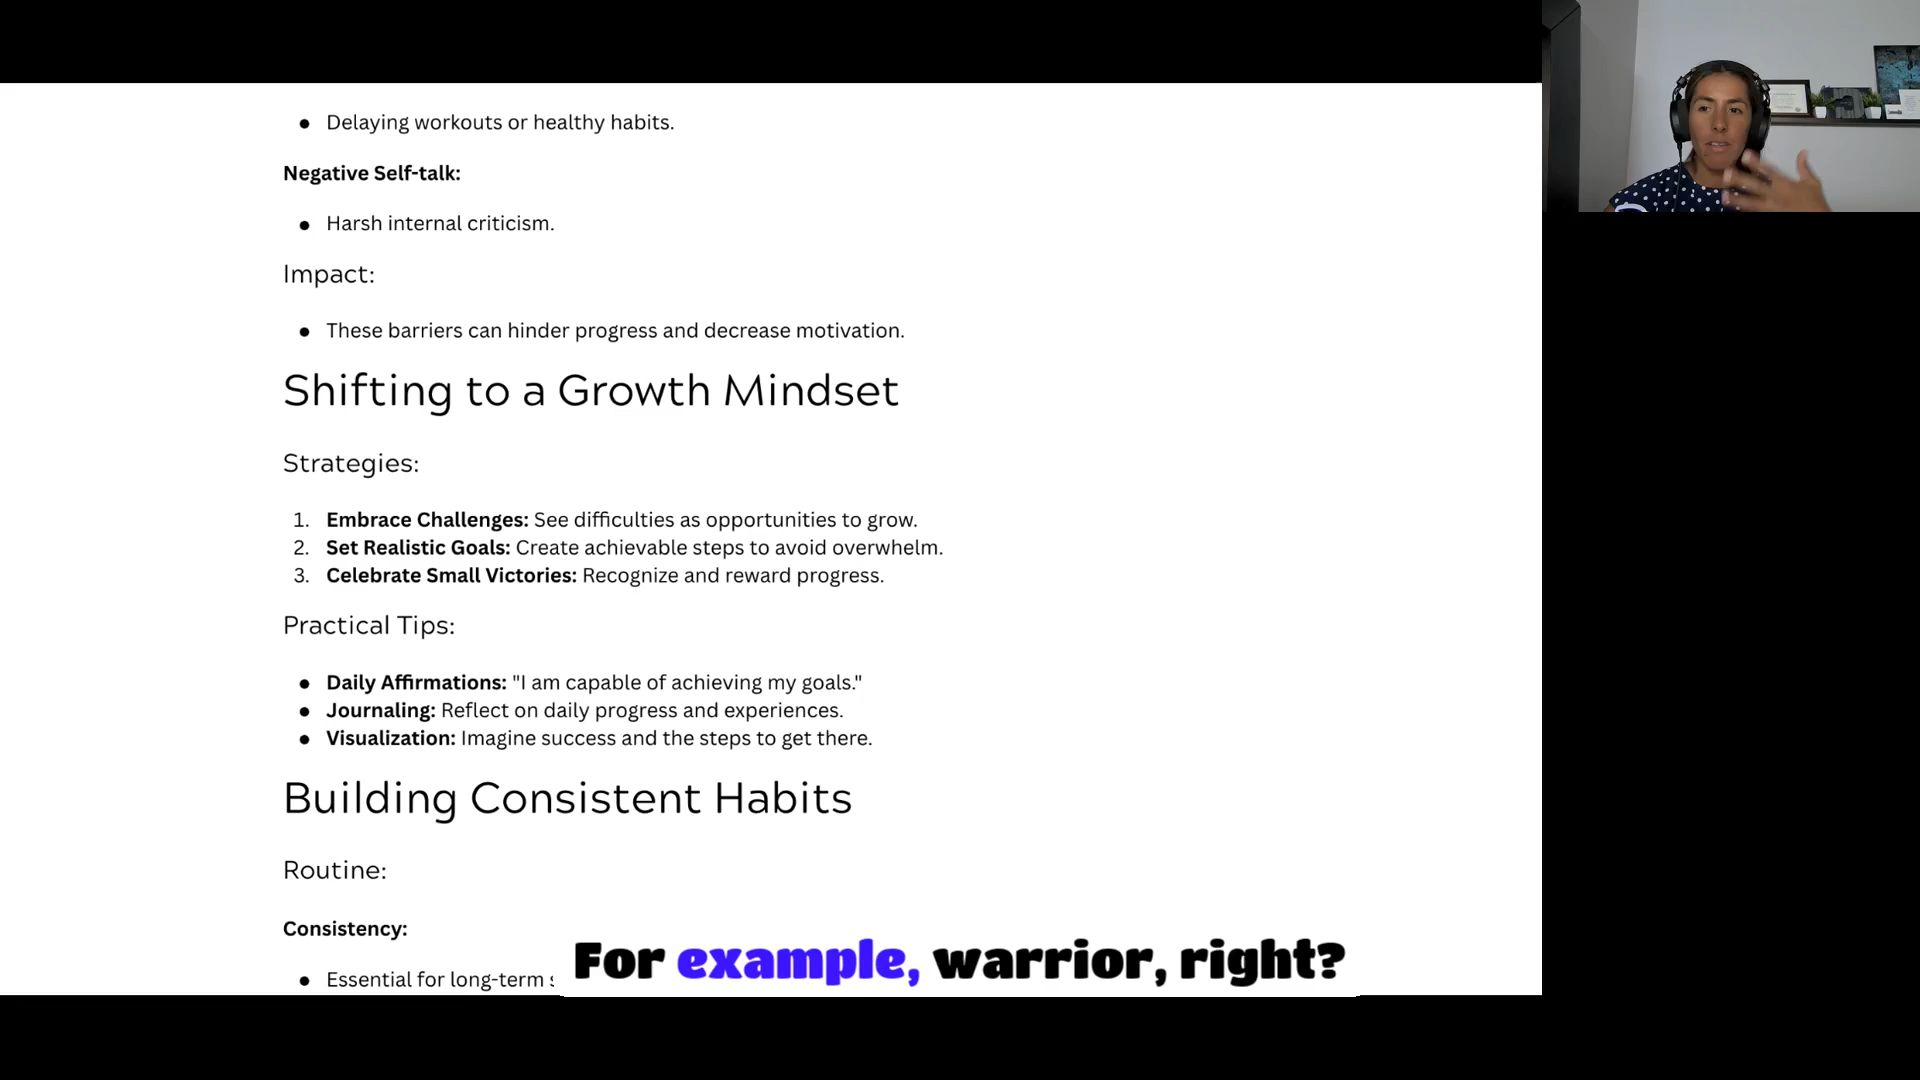 ● Delaying workouts or healthy habits.
Negative Self-talk:
● Harsh internal criticism.
Impact:
● These barriers can hinder progress and decrease motivation.
Shifting to a Growth Mindset
Strategies:
1. Embrace Challenges: See difficulties as opportunities to grow.
2. Set Realistic Goals: Create achievable steps to avoid overwhelm.
3. Celebrate Small Victories: Recognize and reward progress.
Practical Tips:
● Daily Affirmations: "I am capable of achieving my goals."
● Journaling: Reflect on daily progress and experiences.
● Visualization: Imagine success and the steps to get there.
Building Consistent Habits
Routine:
Consistency:
● Essential for long-term
For example, warrior, right?